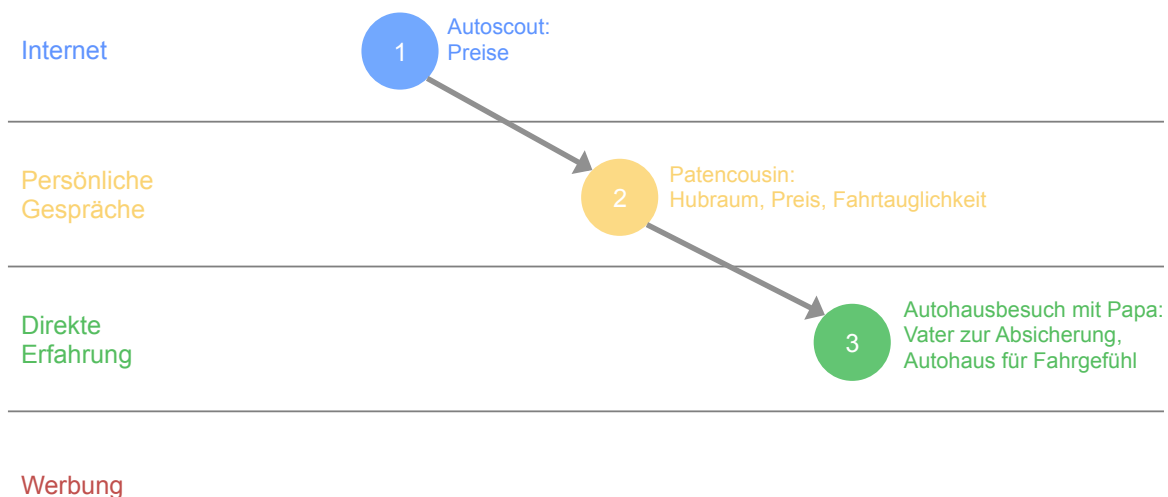 Internet
1
Autoscout:
Preise
Persönliche
Gespräche
2
Patencousin:
Hubraum, Preis, Fahrtauglichkeit
Direkte
Erfahrung
3
Autohausbesuch mit Papa:
Vater zur Absicherung,
Autohaus für Fahrgefühl
Werbung